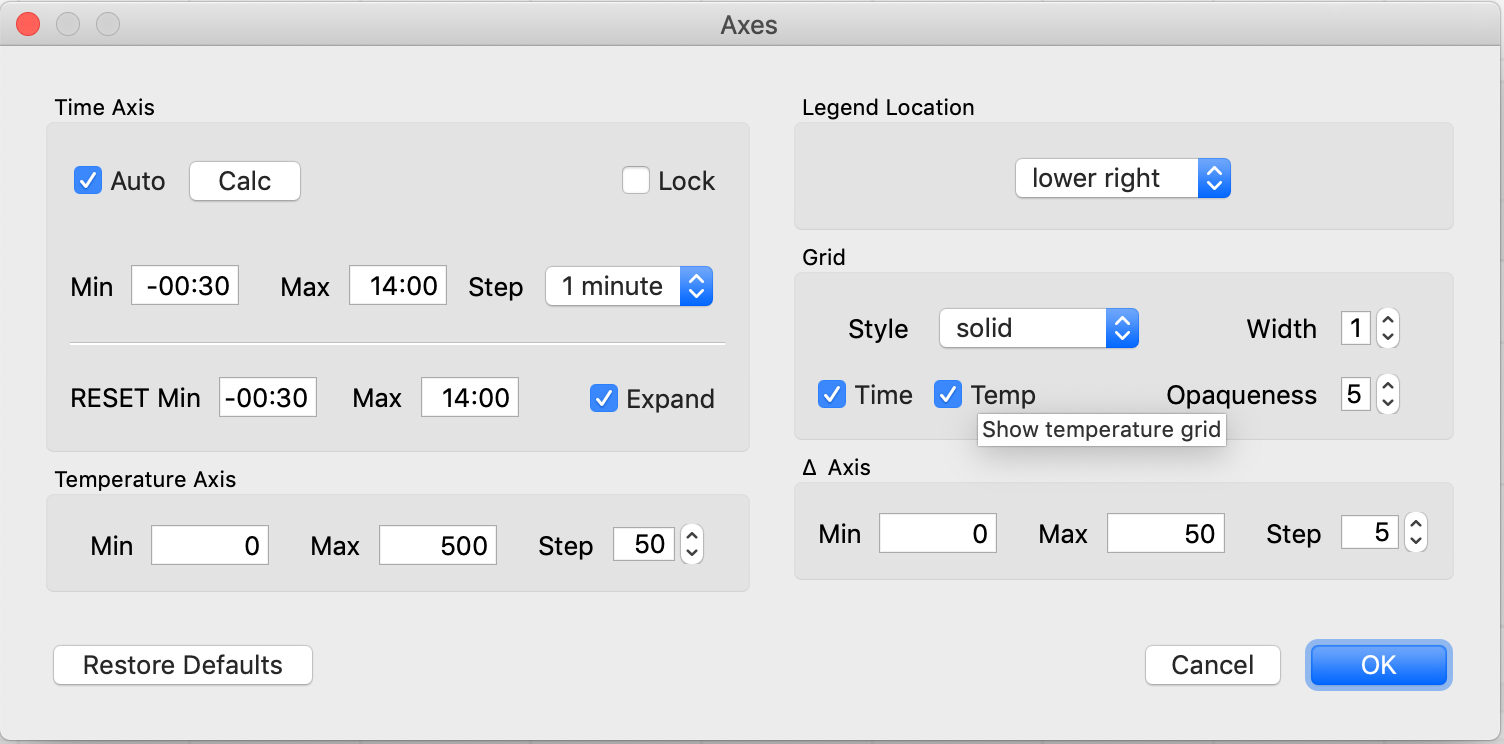 Axes
Time Axis
Auto Calc Lock
Min -00:30 Max 14:00 Step 1 minute
RESET Min -00:30 Max 14:00 Expand
Temperature Axis
Min 0 Max 500 Step 50
Legend Location
lower right
Grid
Style solid Width 1
Time Temp Opaqueness 5
Show temperature grid
Δ Axis
Min 0 Max 50 Step 5
Restore Defaults Cancel OK